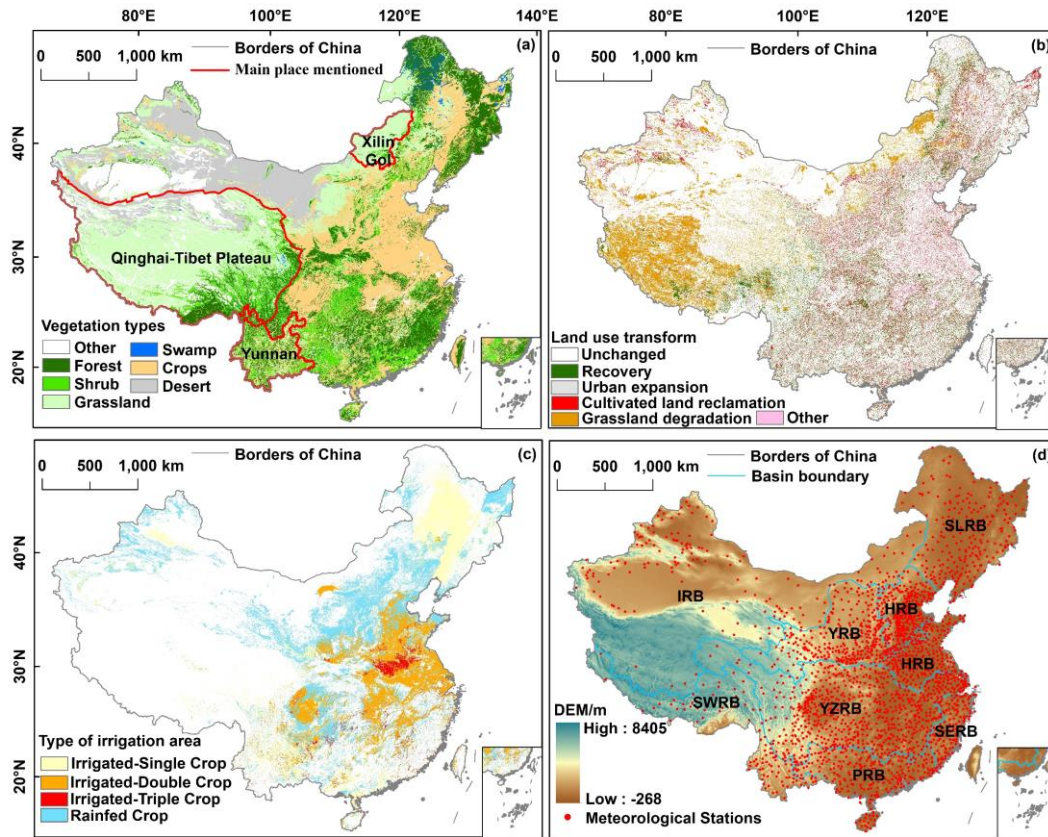 100°E 120°E 140°E
0 500 1,000 km
Borders of China
Main place mentioned
(a)
40°N
30°N
20°N
Xilin
Gol
Qinghai-Tibet Plateau
Yunnan
Vegetation types
Other
Forest
Shrub
Grassland
Swamp
Crops
Desert
100°E 120°E
0 500 1,000 km
Borders of China
(b)
Land use transform
Unchanged
Recovery
Urban expansion
Cultivated land reclamation
Grassland degradation Other
0 500 1,000 km
Borders of China
(c)
40°N
30°N
20°N
Type of irrigation area
Irrigated-Single Crop
Irrigated-Double Crop
Irrigated-Triple Crop
Rainfed Crop
0 500 1,000 km
Borders of China
Basin boundary
(d)
SLRB
IRB
HRB
YRB
HRB
SWRB
YZRB
SERB
PRB
DEM/m
High : 8405
Low : -268
Meteorological Stations